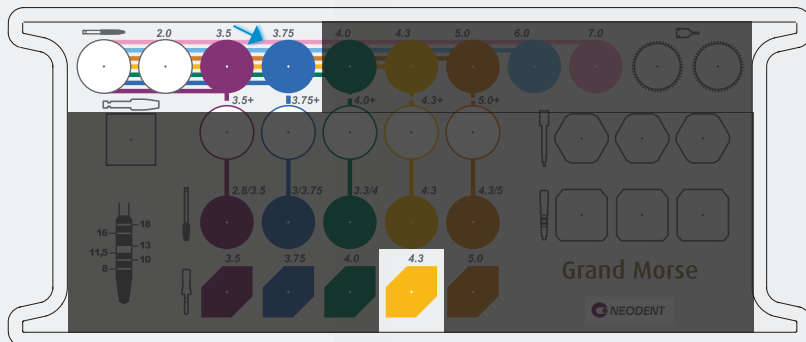 2.0 3.5 3.75 4.0 4.3 5.0 6.0 7.0
3.5+ 3.75+ 4.0+ 4.3+ 5.0+
2.8/3.5 3/3.75 3.3/4 4.3 4.3/5
18
16
13
11,5
10
8
3.5 3.75 4.0 4.3 5.0
Grand Morse
NEODENT